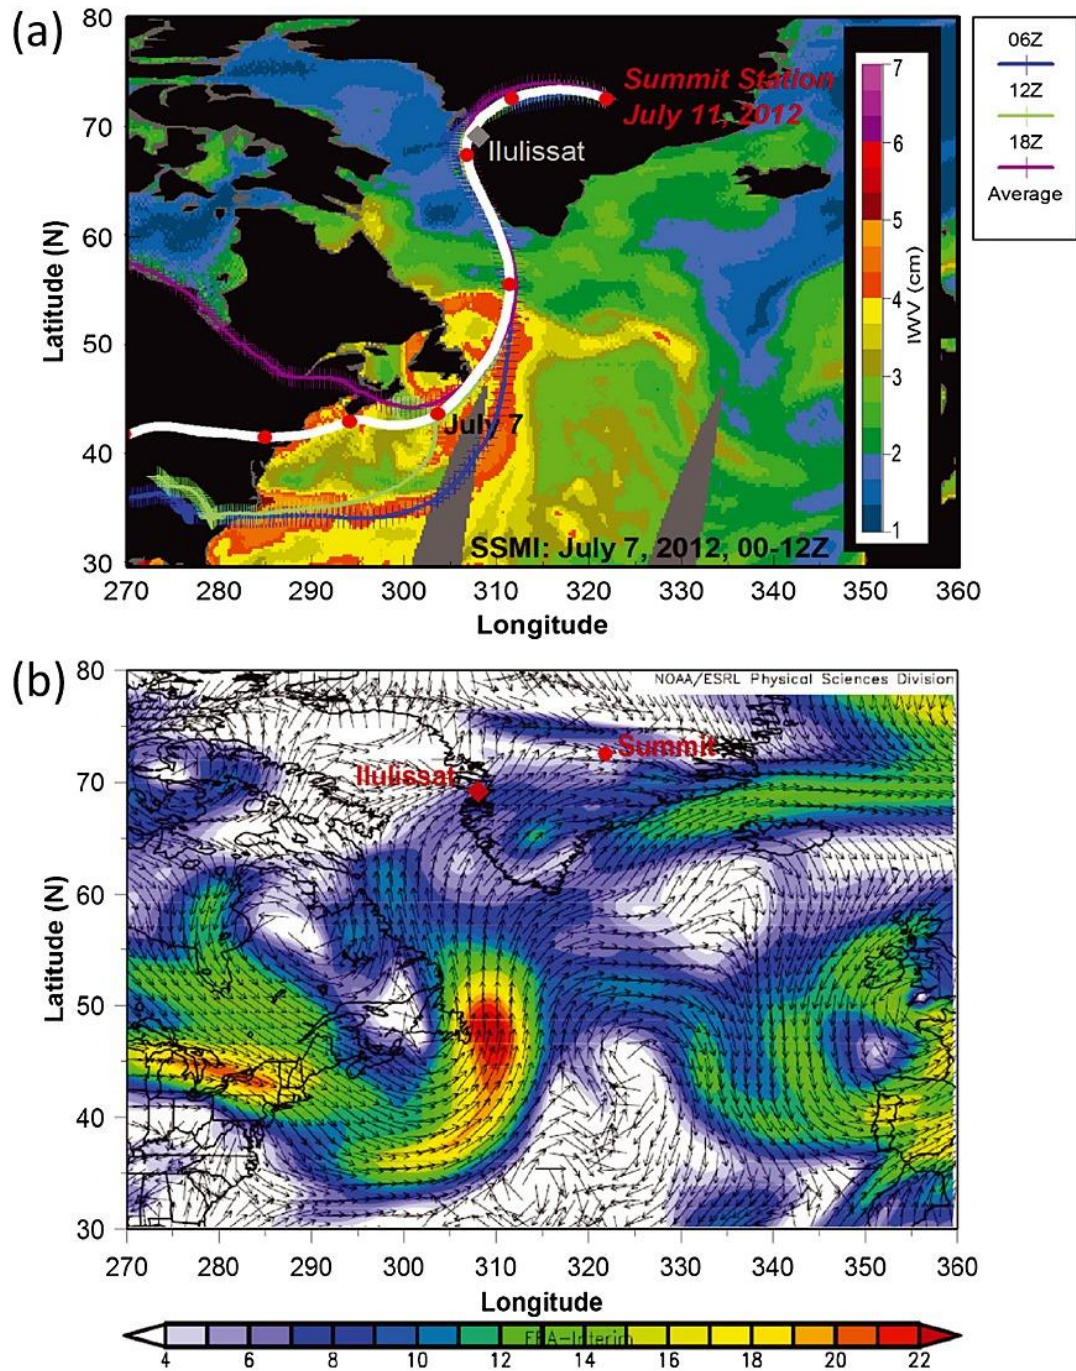 (a)
80
70
60
50
40
30
Latitude (N)
Summit Station
July 11, 2012
Ilulissat
July 7
SSMI: July 7, 2012, 00-12Z
7
6
5
4
3
2
1
IWV (cm)
06Z
12Z
18Z
Average
270 280 290 300 310 320 330 340 350 360
Longitude
(b)
NOAA/ESRL Physical Sciences Division
80
70
60
50
40
30
Latitude (N)
Summit
Ilulissat
270 280 290 300 310 320 330 340 350 360
Longitude
ERA-Interim
4 6 8 10 12 14 16 18 20 22